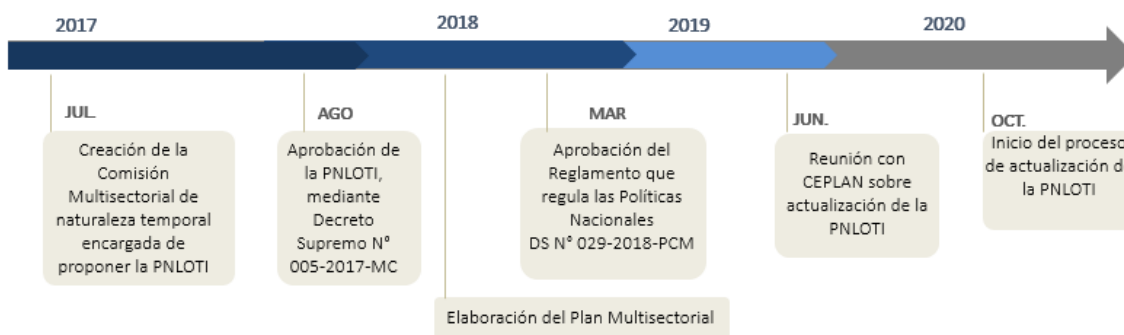 2017
2018
2019
2020
JUL.
Creación de la
Comisión
Multisectorial de
naturaleza temporal
encargada de
proponer la PNLOTI
AGO
Aprobación de
la PNLOTI,
mediante
Decreto
Supremo N°
005-2017-MC
Elaboración del Plan Multisectorial
MAR
Aprobación del
Reglamento que
regula las Políticas
Nacionales
DS N° 029-2018-PCM
JUN.
Reunión con
CEPLAN sobre
actualización de la
PNLOTI
OCT.
Inicio del proceso
de actualización d
la PNLOTI